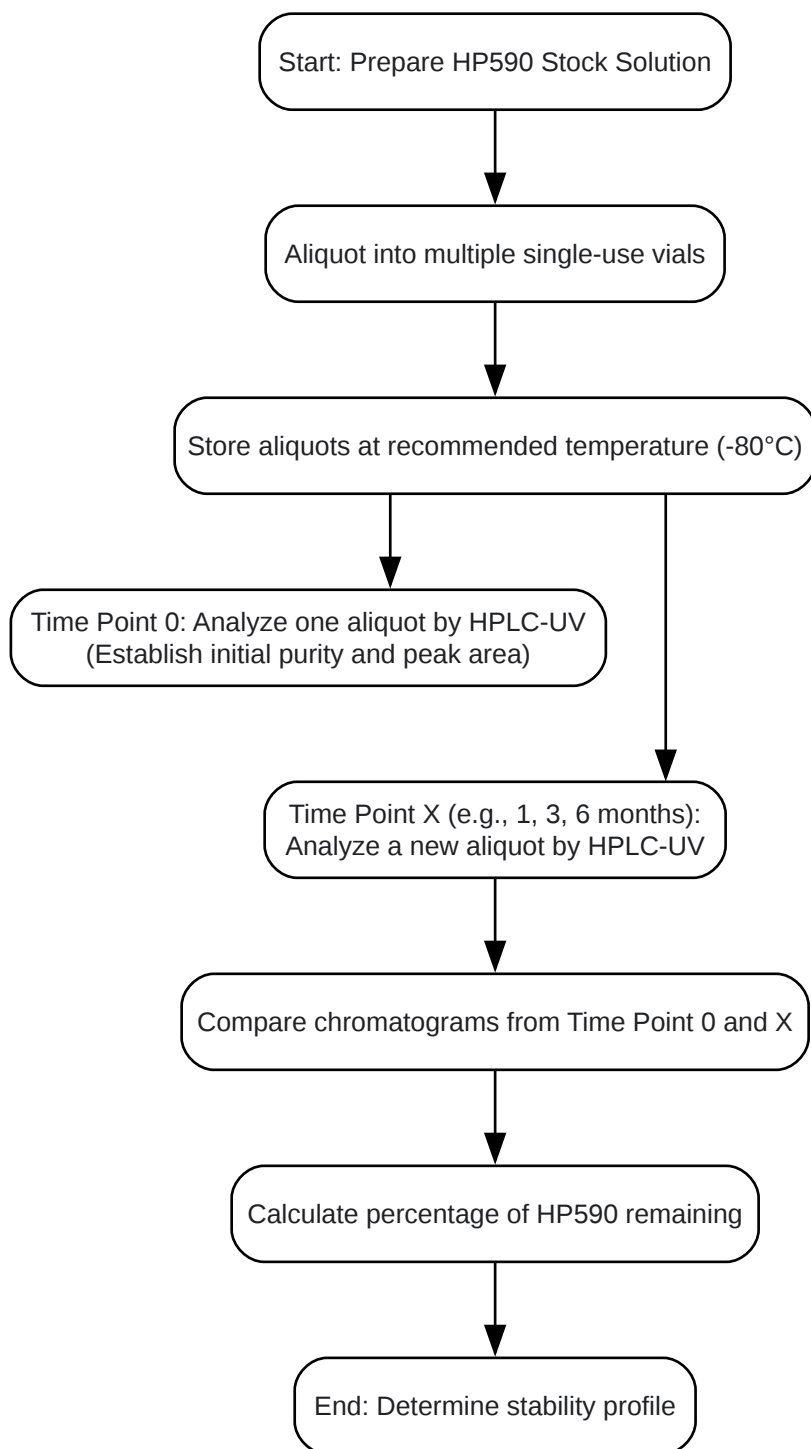 Start: Prepare HP590 Stock Solution
Aliquot into multiple single-use vials
Store aliquots at recommended temperature (-80°C)
Time Point 0: Analyze one aliquot by HPLC-UV
(Establish initial purity and peak area)
Time Point X (e.g., 1, 3, 6 months):
Analyze a new aliquot by HPLC-UV
Compare chromatograms from Time Point 0 and X
Calculate percentage of HP590 remaining
End: Determine stability profile